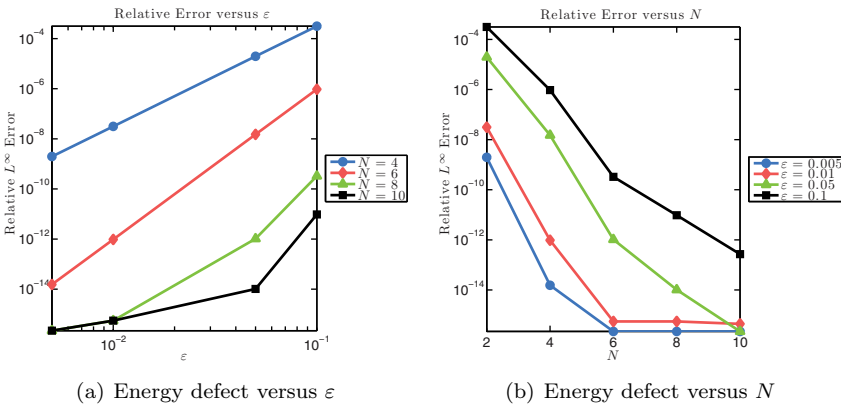 Relative Error versus ε
Relative L∞ Error
10−4
10−6
10−8
10−10
10−12
10−14
10−2
10−1
ε
N = 4
N = 6
N = 8
N = 10
(a) Energy defect versus ε
Relative Error versus N
Relative L∞ Error
10−4
10−6
10−8
10−10
10−12
10−14
2 4 6 8 10
N
ε = 0.005
ε = 0.01
ε = 0.05
ε = 0.1
(b) Energy defect versus N